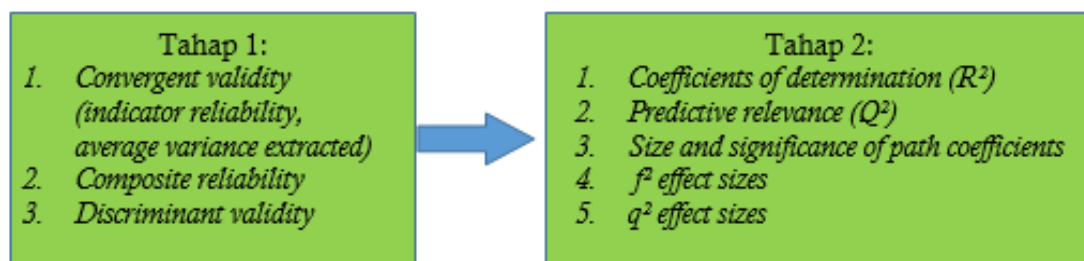 Tahap 1:
1. Convergent validity
(indicator reliability,
average variance extracted)
2. Composite reliability
3. Discriminant validity
Tahap 2:
1. Coefficients of determination (R²)
2. Predictive relevance (Q²)
3. Size and significance of path coefficients
4. f² effect sizes
5. q² effect sizes